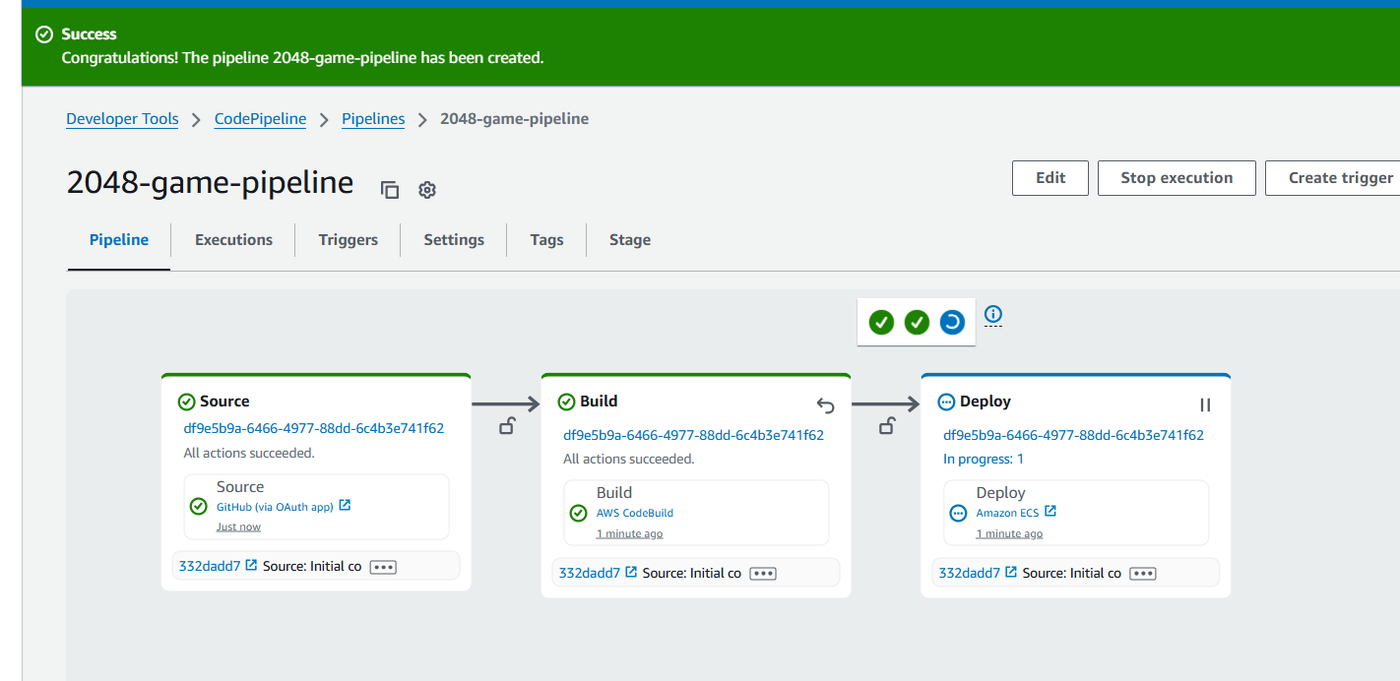 Success
Congratulations! The pipeline 2048-game-pipeline has been created.
Developer Tools > CodePipeline > Pipelines > 2048-game-pipeline
2048-game-pipeline
Edit
Stop execution
Create trigger
Pipeline
Executions
Triggers
Settings
Tags
Stage
Source
df9e5b9a-6466-4977-88dd-6c4b3e741f62
All actions succeeded.
Source
GitHub (via OAuth app)
Just now
332dadd7 Source: Initial co
Build
df9e5b9a-6466-4977-88dd-6c4b3e741f62
All actions succeeded.
Build
AWS CodeBuild
1 minute ago
332dadd7 Source: Initial co
Deploy
df9e5b9a-6466-4977-88dd-6c4b3e741f62
In progress: 1
Deploy
Amazon ECS
1 minute ago
332dadd7 Source: Initial co